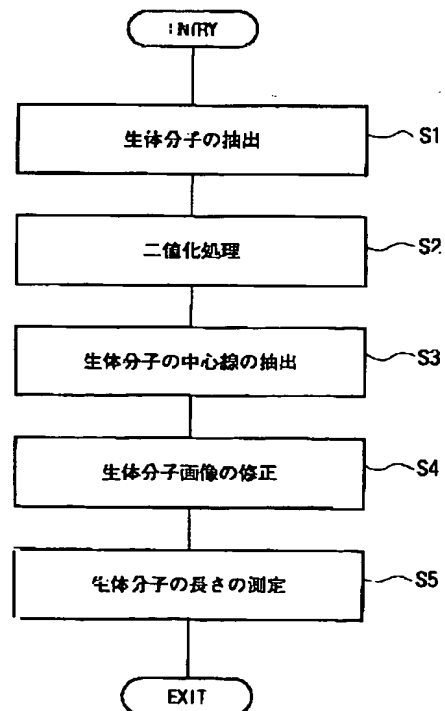 ENTRY
生体分子の抽出
S1
二値化処理
S2
生体分子の中心線の抽出
S3
生体分子画像の修正
S4
生体分子の長さの測定
S5
EXIT